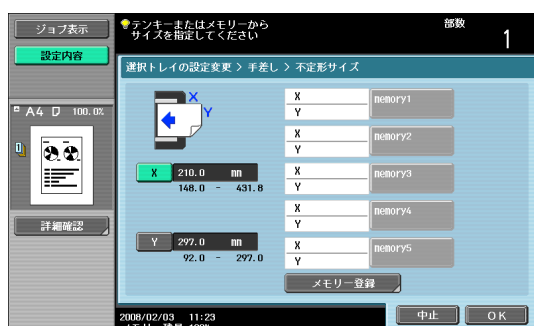 ジョブ表示
設定内容
テンキーまたはメモリーから
サイズを指定してください
部数
1
選択トレイの設定変更 > 手差し > 不定形サイズ
A4 100.0%
1
詳細確認
X
Y
X 210.0 mm
148.0 - 431.8
Y 297.0 mm
92.0 - 297.0
X
Y
memory1
X
Y
memory2
X
Y
memory3
X
Y
memory4
X
Y
memory5
メモリー登録
2008/02/03 11:23
中止
OK